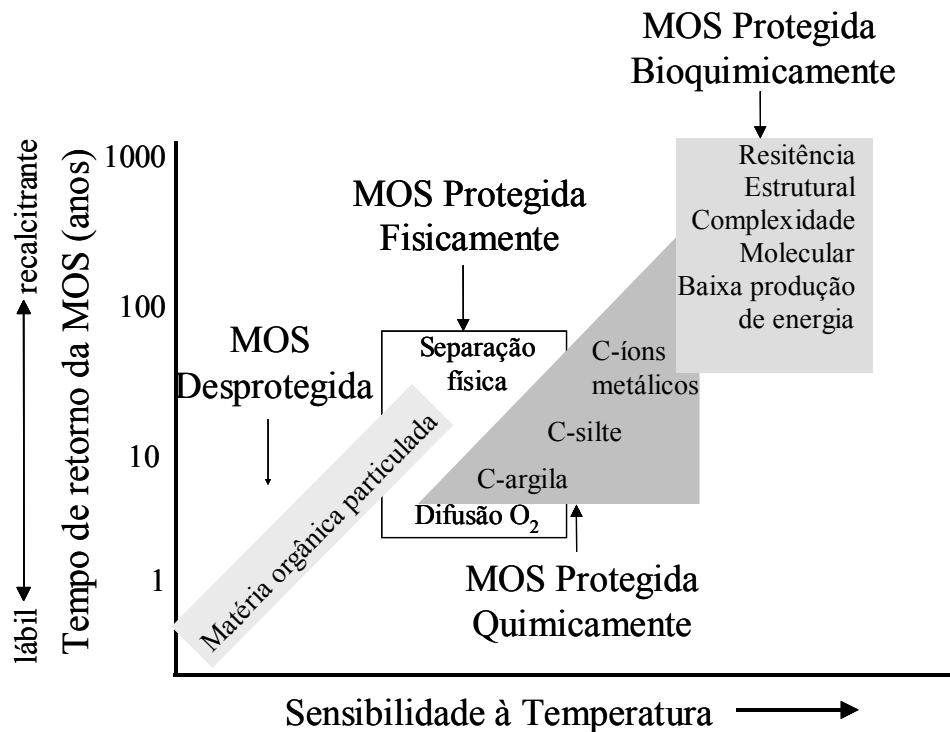 MOS Protegida
Bioquimicamente
1000
100
10
1
recalcitrante
lábil
Tempo de retorno da MOS (anos)
Resitência
Estrutural
Complexidade
Molecular
Baixa produção
de energia
MOS Protegida
Fisicamente
Separação
física
MOS
Desprotegida
C-íons
metálicos
C-silte
C-argila
Matéria orgânica particulada
Difusão O₂
MOS Protegida
Quimicamente
Sensibilidade à Temperatura